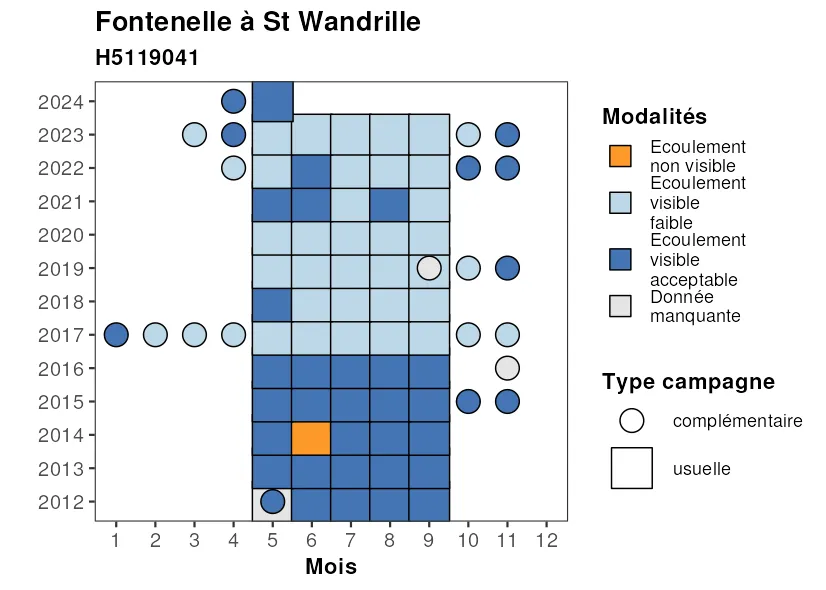 Fontenelle à St Wandrille
H5119041
2024
2023
2022
2021
2020
2019
2018
2017
2016
2015
2014
2013
2012
1 2 3 4 5 6 7 8 9 10 11 12
Mois
Modalités
Ecoulement
non visible
Ecoulement
visible
faible
Ecoulement
visible
acceptable
Donnée
manquante
Type campagne
complémentaire
usuelle